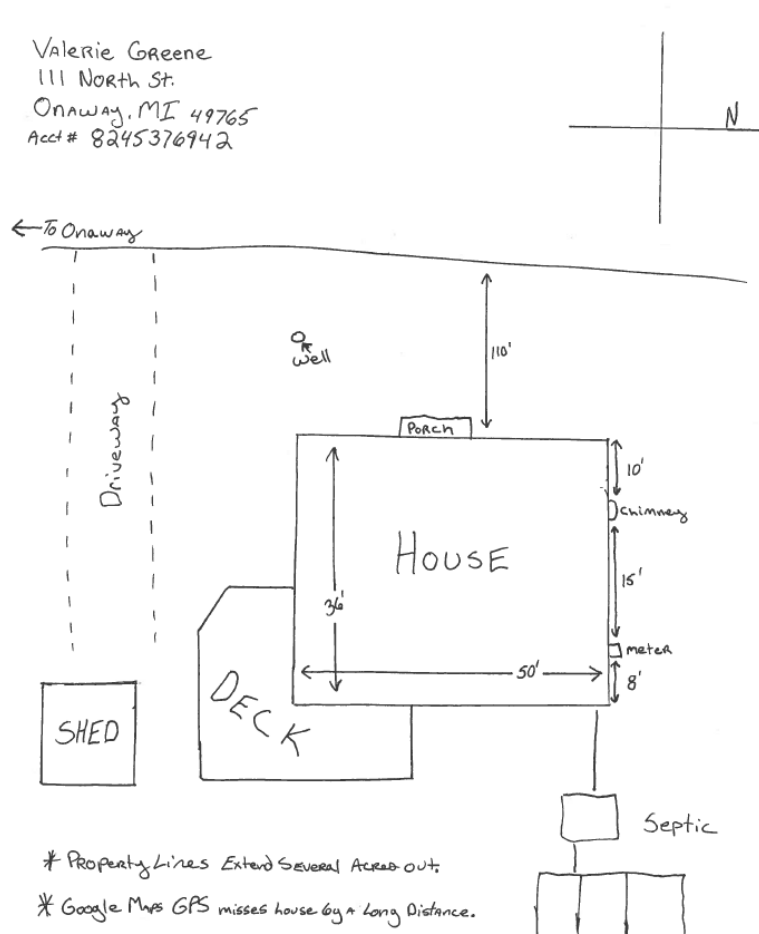 Valerie Greene
111 North St.
Onaway, MI 49765
Acct # 8245376942
N
←To Onaway
110'
well
Porch
Driveway
10'
Chimney
HOUSE
15'
36'
meter
50'
8'
DECK
SHED
Septic
* Property Lines Extend Several Acres out.
* Google Maps GPS misses house by a Long Distance.